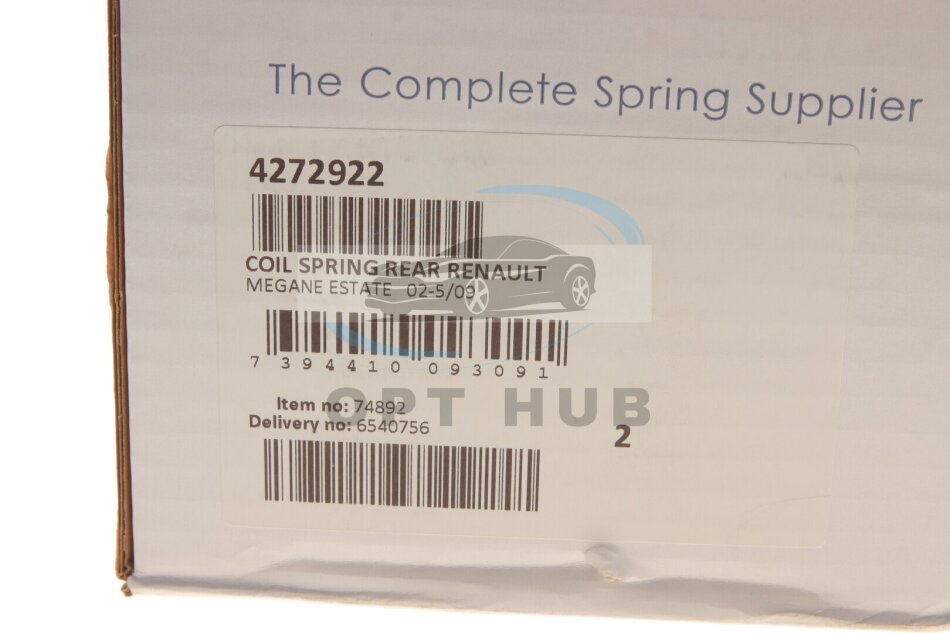 The Complete Spring Supplier
4272922
COIL SPRING REAR RENAULT
MEGANE ESTATE 02-5/09
7 394410 093091
OPT HUB
Item no: 74892
Delivery no: 6540756
2